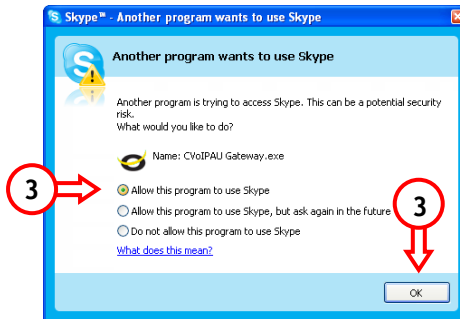 Skype™ - Another program wants to use Skype
Another program wants to use Skype
Another program is trying to access Skype. This can be a potential security
risk.
What would you like to do?
Name: CVoIPAU Gateway.exe
3
Allow this program to use Skype
Allow this program to use Skype, but ask again in the future
3
Do not allow this program to use Skype
What does this mean?
OK